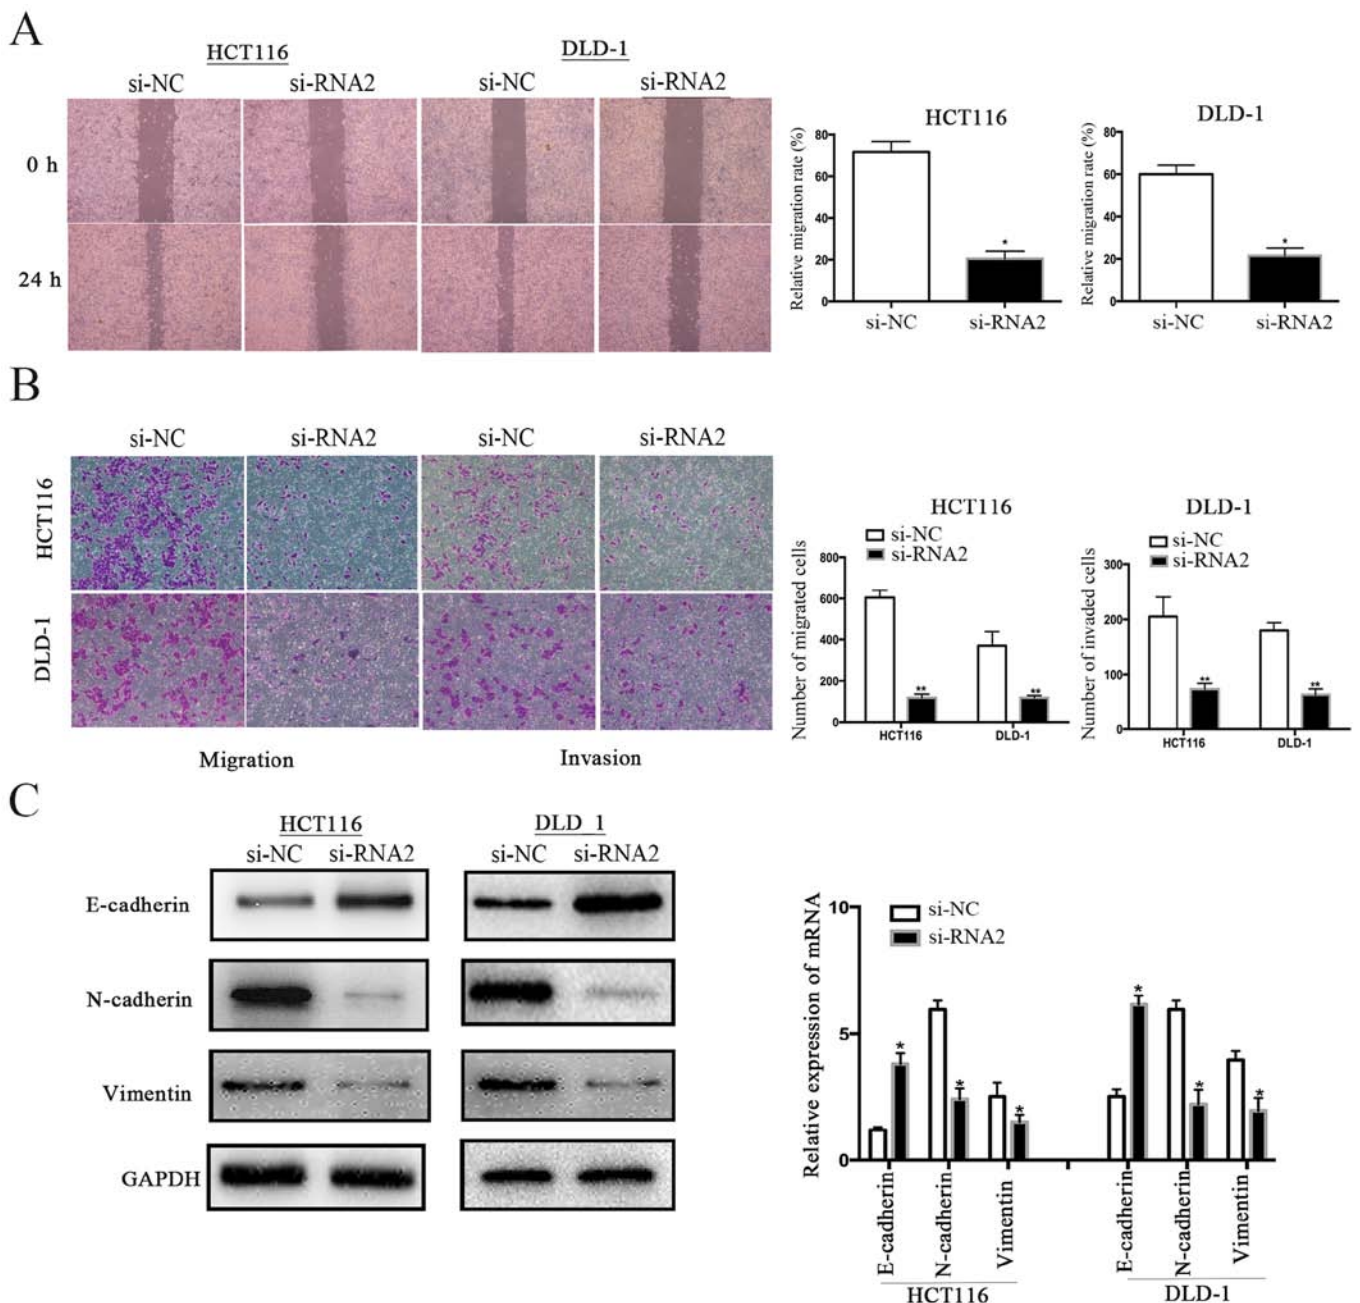 A
HCT116
DLD-1
si-NC
si-RNA2
si-NC
si-RNA2
0 h
24 h
HCT116
Relative migration rate (%)
80
60
40
20
0
si-NC
si-RNA2
*
DLD-1
Relative migration rate (%)
80
60
40
20
0
si-NC
si-RNA2
*
B
si-NC
si-RNA2
si-NC
si-RNA2
HCT116
DLD-1
Migration
Invasion
HCT116
si-NC
si-RNA2
Number of migrated cells
800
600
400
200
0
**
**
HCT116
DLD-1
DLD-1
si-NC
si-RNA2
Number of invaded cells
300
200
100
0
**
**
HCT116
DLD-1
C
HCT116
DLD_1
si-NC
si-RNA2
si-NC
si-RNA2
E-cadherin
N-cadherin
Vimentin
GAPDH
si-NC
si-RNA2
Relative expression of mRNA
10
5
0
*
*
*
*
*
*
E-cadherin
N-cadherin
Vimentin
E-cadherin
N-cadherin
Vimentin
HCT116
DLD-1